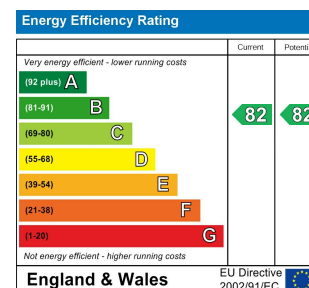 Energy Efficiency Rating
Current Potenti
Very energy efficient - lower running costs
(92 plus) A
(81-91) B 82 82
(69-80) C
(55-68) D
(39-54) E
(21-38) F
(1-20) G
Not energy efficient - higher running costs
England & Wales
EU Directive
2002/91/EC